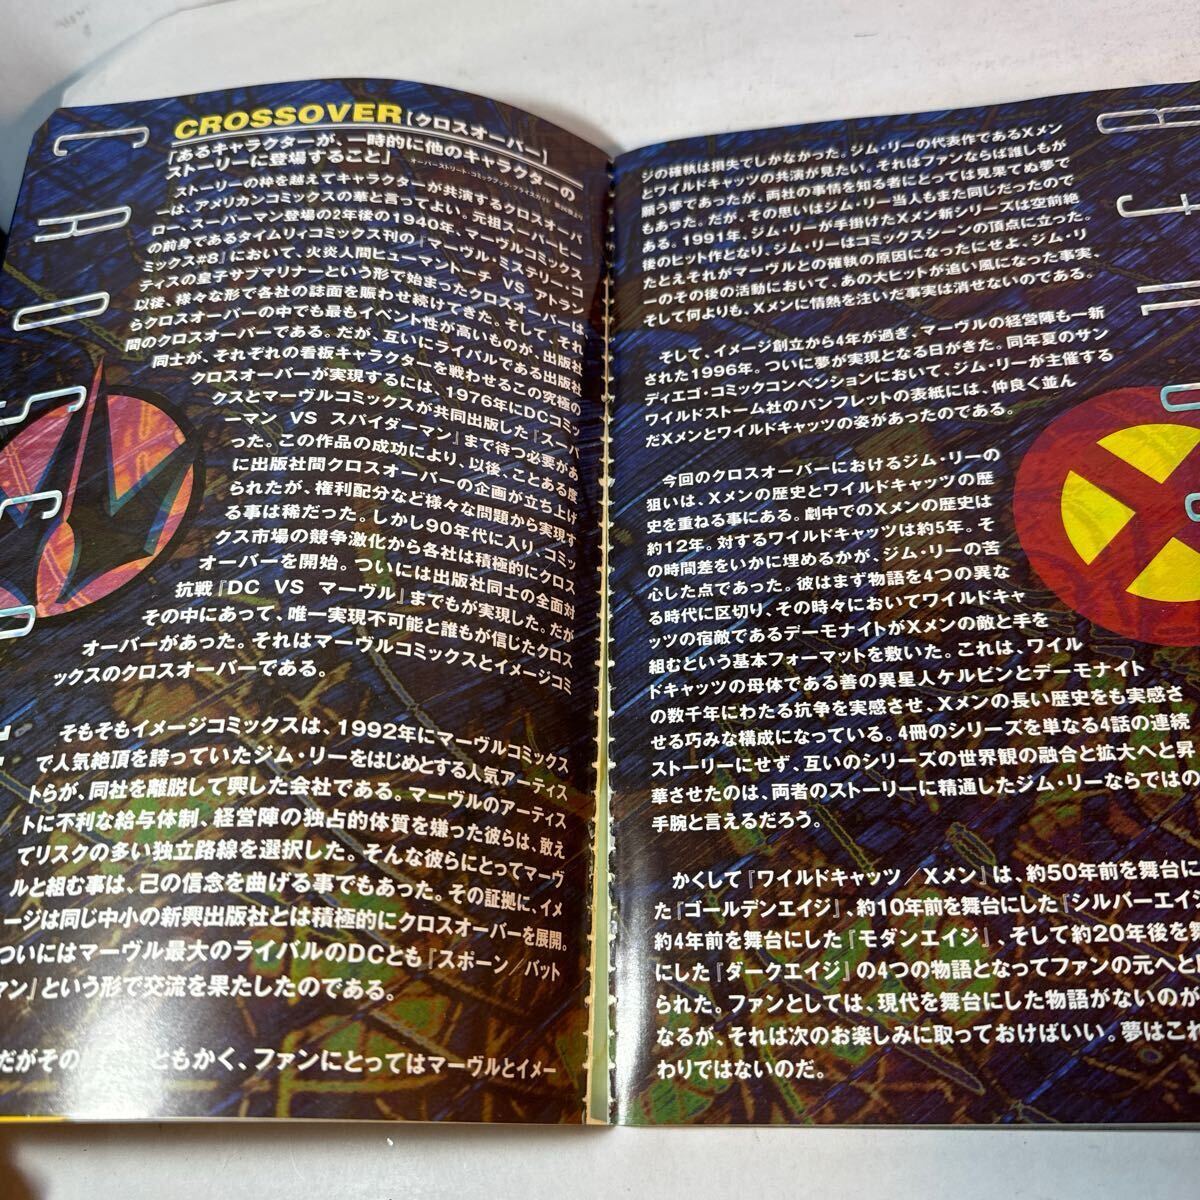 CROSSOVER【クロスオーバー】
「あるキャラクターが、一時的に他のキャラクターの
ストーリーに登場すること」
ストーリーの枠を越えてキャラクターが共演するクロスオーバ
ーは、アメリカンコミックスの華と言ってよい。元祖スーパーヒー
ロー、スーパーマン登場の2年後の1940年、マーヴルコミックス
の前身であるタイムリィコミックス刊の『マーヴル・ミステリー・コ
ミックス#8』において、火炎人間ヒューマントーチ VS アトラン
ティスの皇子サブマリナーという形で始まったクロスオーバーは
以後、様々な形で各社の誌面を賑わせ続けてきた。そして、それ
らクロスオーバーの中でも最もイベント性が高いものが、出版社
間のクロスオーバーである。だが、互いにライバルである出版社
同士が、それぞれの看板キャラクターを戦わせるこの究極の
クロスオーバーが実現するには、1976年にDCコミッ
クスとマーヴルコミックスが共同出版した『スーパ
ーマン VS スパイダーマン』まで待つ必要があ
った。この作品の成功により、以後、ことある度
に出版社間クロスオーバーの企画が立ち上げ
られたが、権利配分など様々な問題から実現す
る事は稀だった。しかし90年代に入り、コミッ
クス市場の競争激化から各社は積極的にクロス
オーバーを開始。ついには出版社同士の全面対
抗戦『DC VS マーヴル』までもが実現した。だが
その中にあって、唯一実現不可能と誰もが信じたクロス
オーバーがあった。それはマーヴルコミックスとイメージコミ
ックスのクロスオーバーである。
そもそもイメージコミックスは、1992年にマーヴルコミックス
で人気絶頂を誇っていたジム・リーをはじめとする人気アーティス
トらが、同社を離脱して興した会社である。マーヴルのアーティス
トに不利な給与体制、経営陣の独占的体質を嫌った彼らは、敢え
てリスクの多い独立路線を選択した。そんな彼らにとってマーヴ
ルと組む事は、己の信念を曲げる事でもあった。その証拠に、イメ
ージは同じ中小の新興出版社とは積極的にクロスオーバーを展開。
ついにはマーヴル最大のライバルのDCとも『スポーン／バット
マン』という形で交流を果たしたのである。
だがその ともかく、ファンにとってはマーヴルとイメー
ジの確執は損失でしかなかった。ジム・リーの代表作であるXメン
とワイルドキャッツの共演が見たい。それはファンならば誰しもが
願う夢であったが、両社の事情を知る者にとっては見果てぬ夢で
もあった。だが、その思いはジム・リー当人もまた同じだったので
ある。1991年、ジム・リーが手掛けたXメン新シリーズは空前絶
後のヒット作となり、ジム・リーはコミックスシーンの頂点に立った。
たとえそれがマーヴルとの確執の原因になったにせよ、ジム・リ
ーのその後の活動において、あの大ヒットが追い風になった事実、
そして何よりも、Xメンに情熱を注いだ事実は消せないのである。
そして、イメージ創立から4年が過ぎ、マーヴルの経営陣も一新
された1996年。ついに夢が実現となる日がきた。同年夏のサン
ディエゴ・コミックコンベンションにおいて、ジム・リーが主催する
ワイルドストーム社のパンフレットの表紙には、仲良く並ん
だXメンとワイルドキャッツの姿があったのである。
今回のクロスオーバーにおけるジム・リーの
狙いは、Xメンの歴史とワイルドキャッツの歴
史を重ねる事にある。劇中でのXメンの歴史は
約12年。対するワイルドキャッツは約5年。そ
の時間差をいかに埋めるかが、ジム・リーの苦
心した点であった。彼はまず物語を4つの異な
る時代に区切り、その時々においてワイルドキャ
ッツの宿敵であるデーモナイトがXメンの敵と手を
組むという基本フォーマットを敷いた。これは、ワイル
ドキャッツの母体である善の異星人ケルビンとデーモナイト
の数千年にわたる抗争を実感させ、Xメンの長い歴史をも実感さ
せる巧みな構成になっている。4冊のシリーズを単なる4話の連続
ストーリーにせず、互いのシリーズの世界観の融合と拡大へと昇
華させたのは、両者のストーリーに精通したジム・リーならではの
手腕と言えるだろう。
かくして『ワイルドキャッツ／Xメン』は、約50年前を舞台に
た『ゴールデンエイジ』、約10年前を舞台にした『シルバーエイジ
約4年前を舞台にした『モダンエイジ』、そして約20年後を舞
にした『ダークエイジ』の4つの物語となってファンの元へと
られた。ファンとしては、現代を舞台にした物語がないのが
なるが、それは次のお楽しみに取っておけばいい。夢はこれ
わりではないのだ。